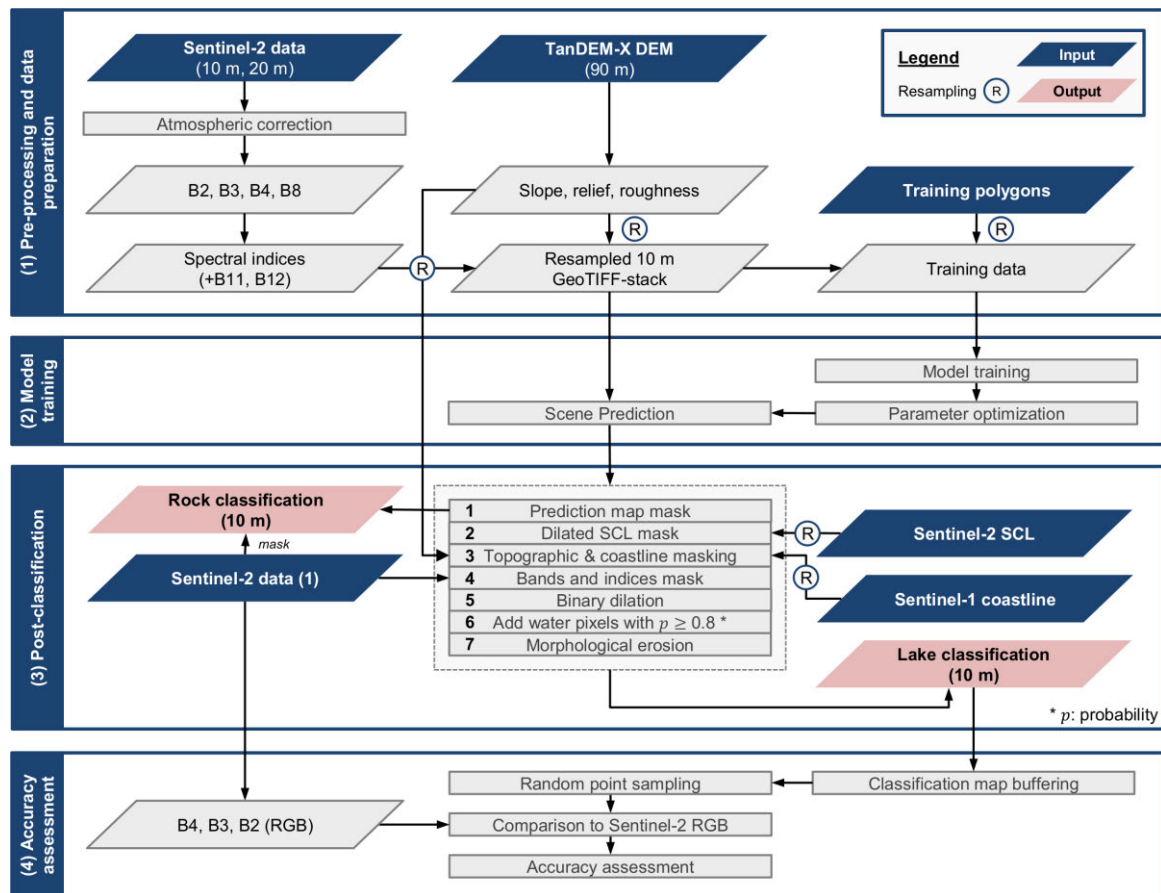 (1) Pre-processing and data
preparation
Sentinel-2 data
(10 m, 20 m)
TanDEM-X DEM
(90 m)
Legend
Input
Resampling R
Output
Atmospheric correction
B2, B3, B4, B8
Slope, relief, roughness
Training polygons
R
R
Spectral indices
(+B11, B12)
R
Resampled 10 m
GeoTIFF-stack
Training data
(2) Model
training
Model training
Scene Prediction
Parameter optimization
(3) Post-classification
Rock classification
(10 m)
mask
Sentinel-2 data (1)
1 Prediction map mask
2 Dilated SCL mask
3 Topographic & coastline masking
4 Bands and indices mask
5 Binary dilation
6 Add water pixels with p ≥ 0.8 *
7 Morphological erosion
R
Sentinel-2 SCL
R
Sentinel-1 coastline
Lake classification
(10 m)
* p: probability
(4) Accuracy
assessment
Random point sampling
Classification map buffering
B4, B3, B2 (RGB)
Comparison to Sentinel-2 RGB
Accuracy assessment